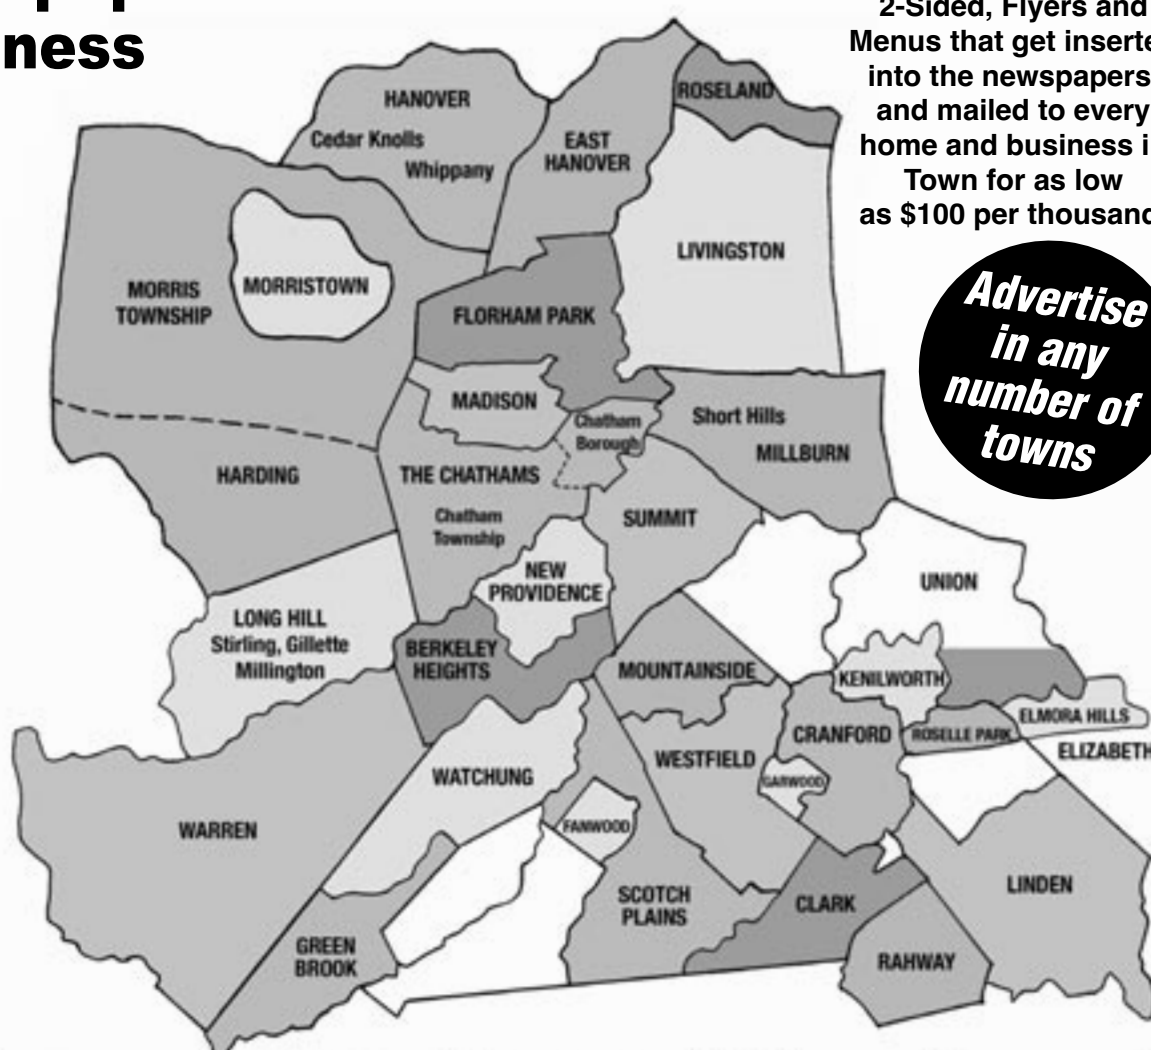 ness
2-Sided, Flyers and
Menus that get inserte
into the newspapers
and mailed to every
home and business i
Town for as low
as $100 per thousand
Advertise
in any
number of
towns
HANOVER
Cedar Knolls
Whippany
EAST
HANOVER
ROSELAND
LIVINGSTON
MORRIS
TOWNSHIP
MORRISTOWN
FLORHAM PARK
MADISON
Chatham
Borough
Short Hills
MILLBURN
HARDING
THE CHATHAMS
Chatham
Township
SUMMIT
NEW
PROVIDENCE
UNION
LONG HILL
Stirling, Gillette
Millington
BERKELEY
HEIGHTS
MOUNTAINSIDE
KENILWORTH
ELMORA HILLS
ROSELLE PARK
ELIZABETH
CRANFORD
WESTFIELD
GARWOOD
WATCHUNG
WARREN
FANWOOD
SCOTCH
PLAINS
CLARK
LINDEN
GREEN
BROOK
RAHWAY